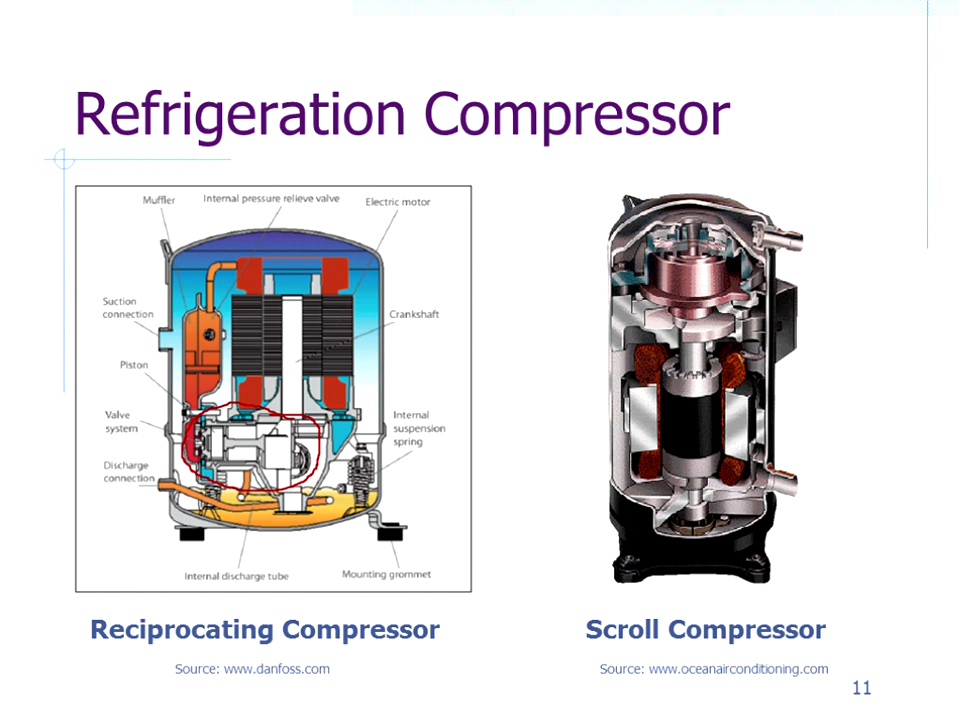 Refrigeration Compressor
Muffler
Internal pressure relieve valve
Electric motor
Suction
connection
Crankshaft
Piston
Valve
system
Internal
suspension
spring
Discharge
connection
Internal discharge tube
Mounting grommet
Reciprocating Compressor
Scroll Compressor
Source: www.danfoss.com
Source: www.oceanairconditioning.com
11